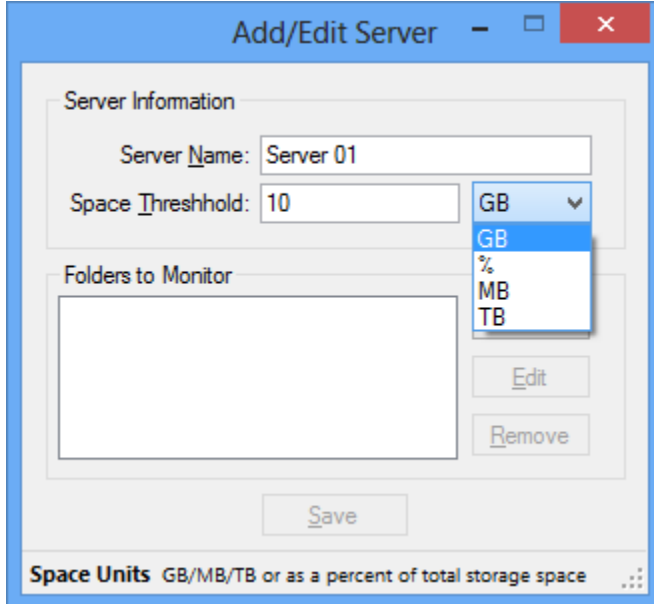 Add/Edit Server
Server Information
Server Name: Server 01
Space Threshhold: 10 GB
GB
%
MB
TB
Folders to Monitor
Edit
Remove
Save
Space Units GB/MB/TB or as a percent of total storage space